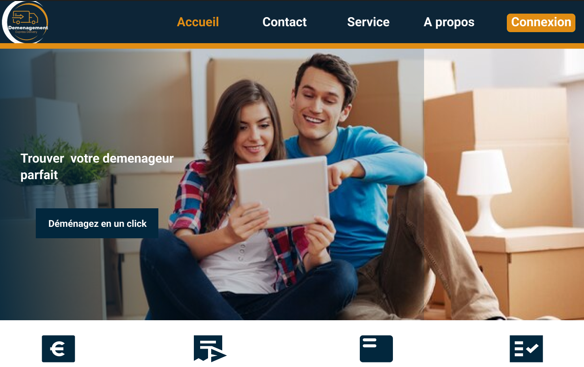 Demenagement
Accueil
Contact
Service
A propos
Connexion
Trouver votre demenageur
parfait
Déménagez en un click
€